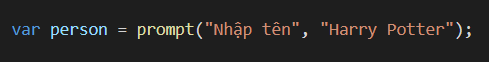 var person = prompt("Nhập tên", "Harry Potter");